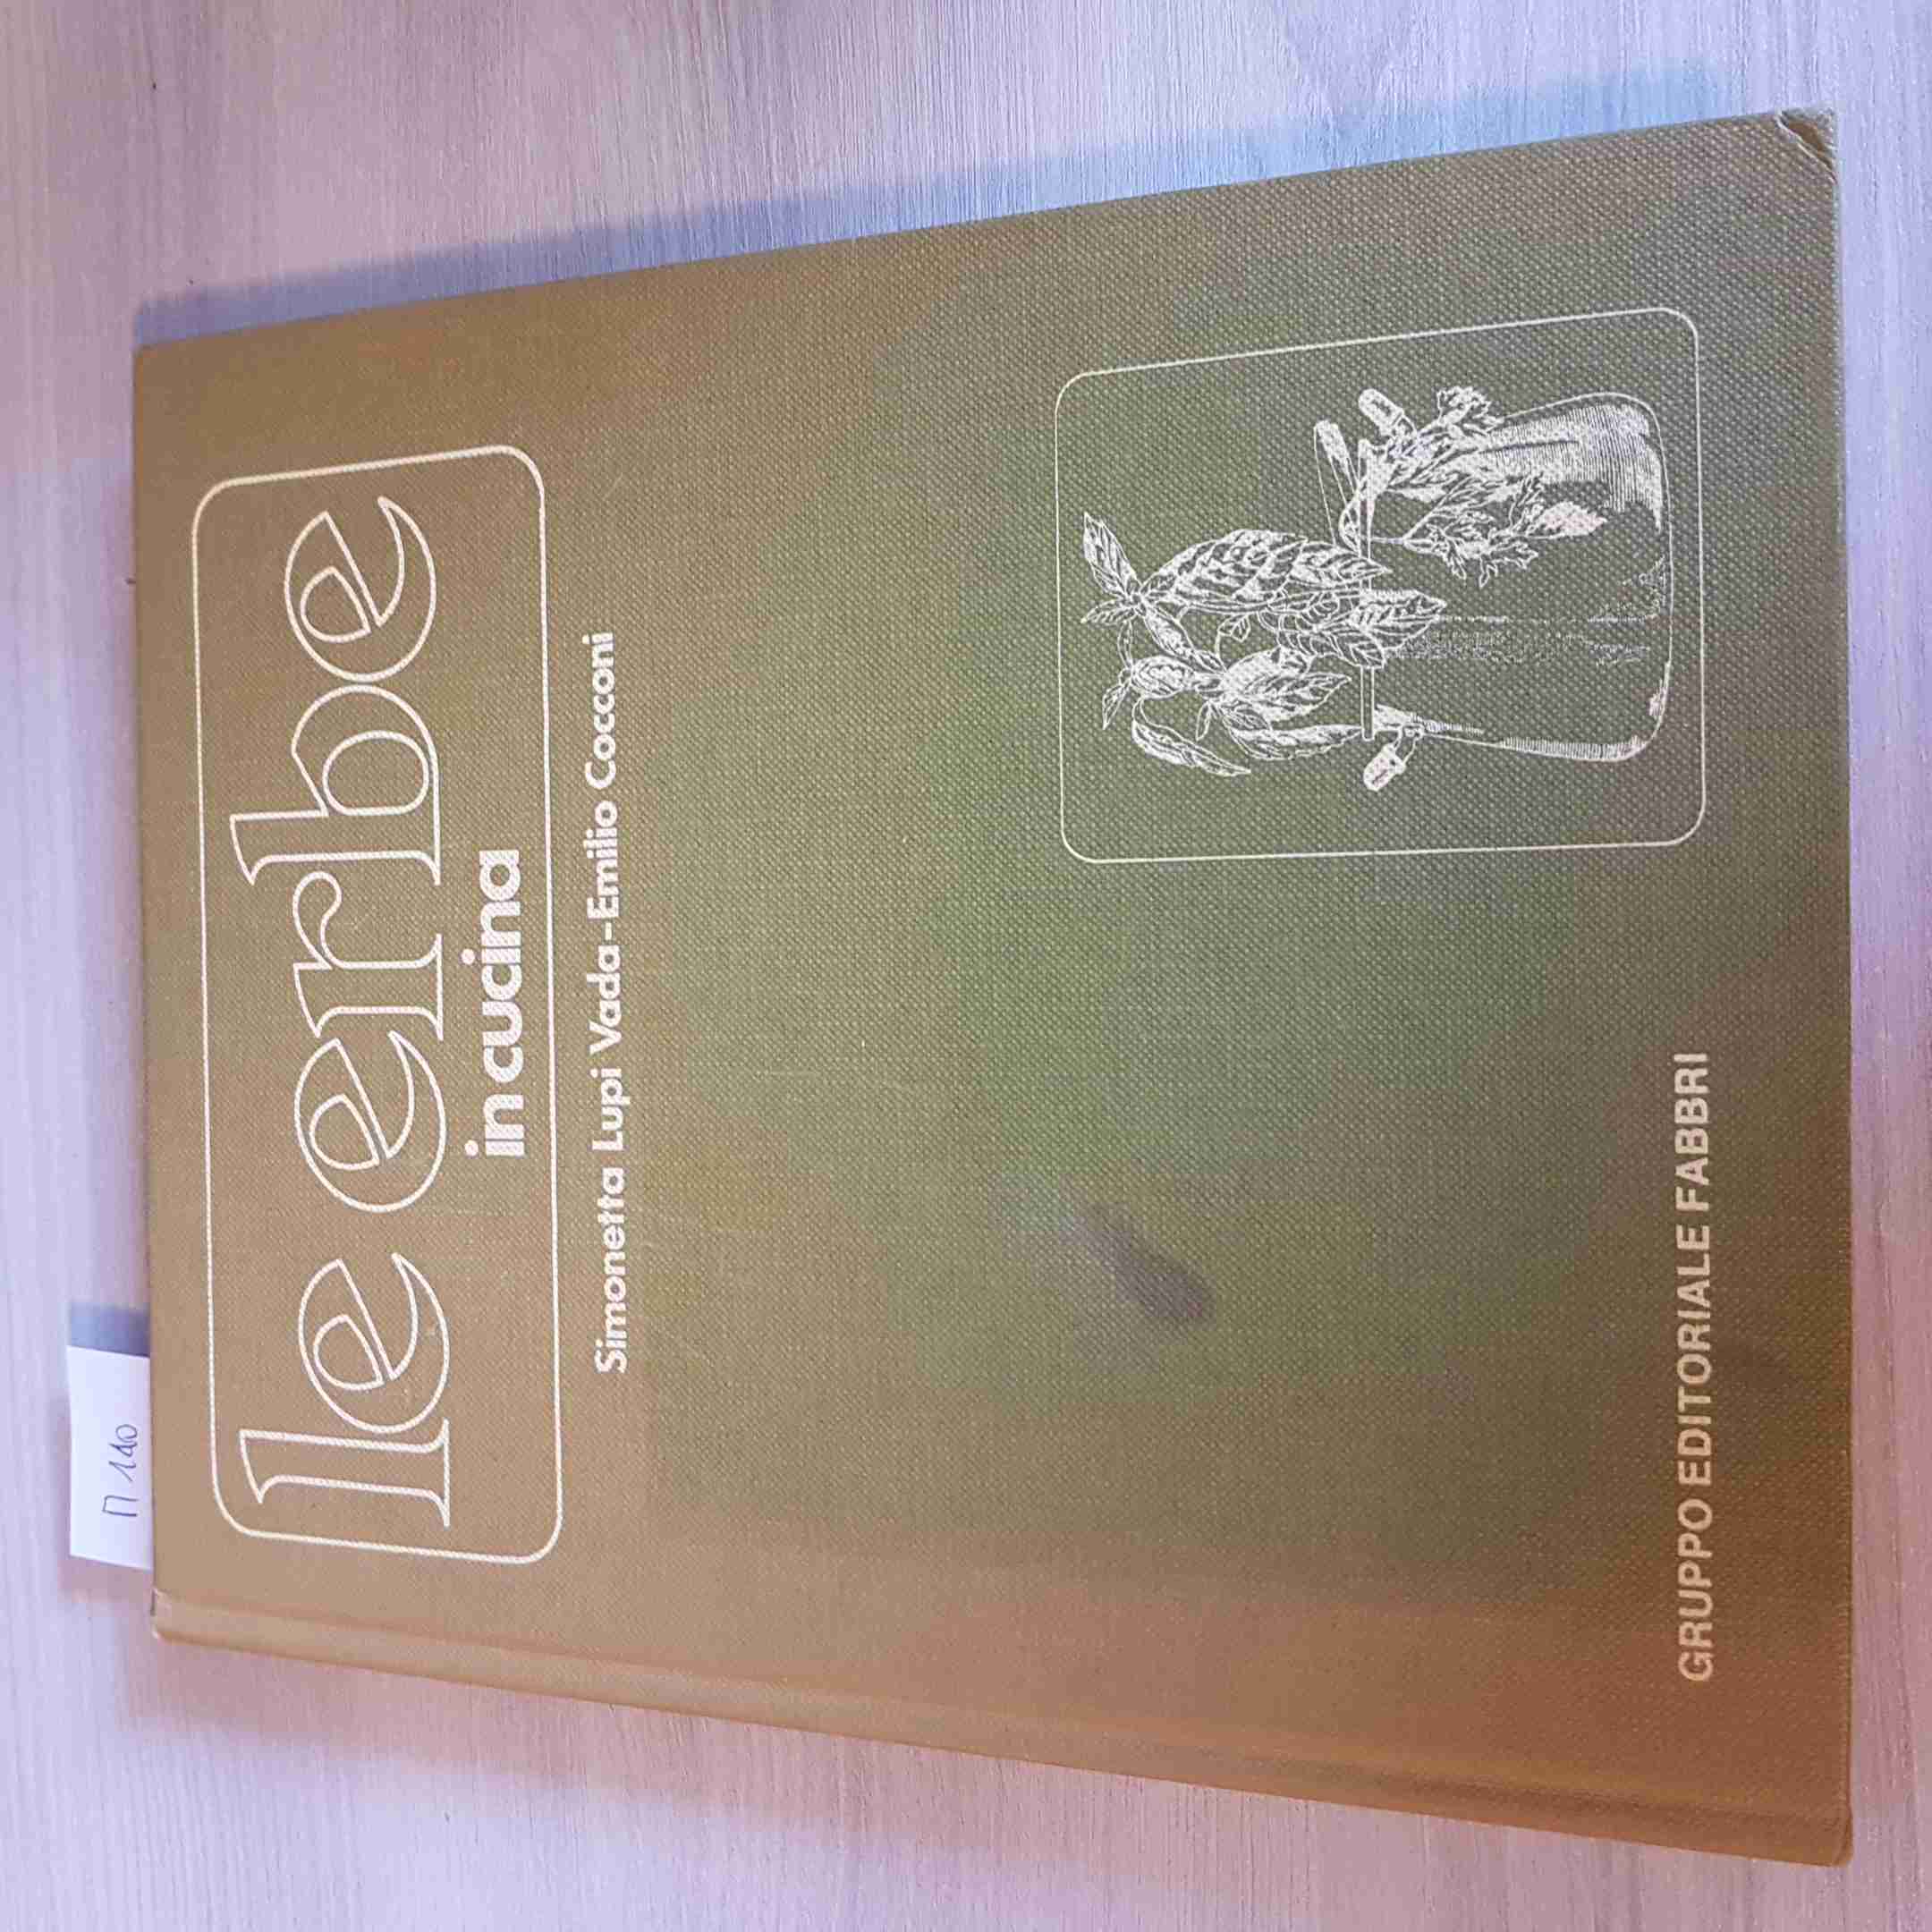 M 140
le erbe
in cucina
Simonetta Lupi Vada-Emilio Cocconi
GRUPPO EDITORIALE FABBRI